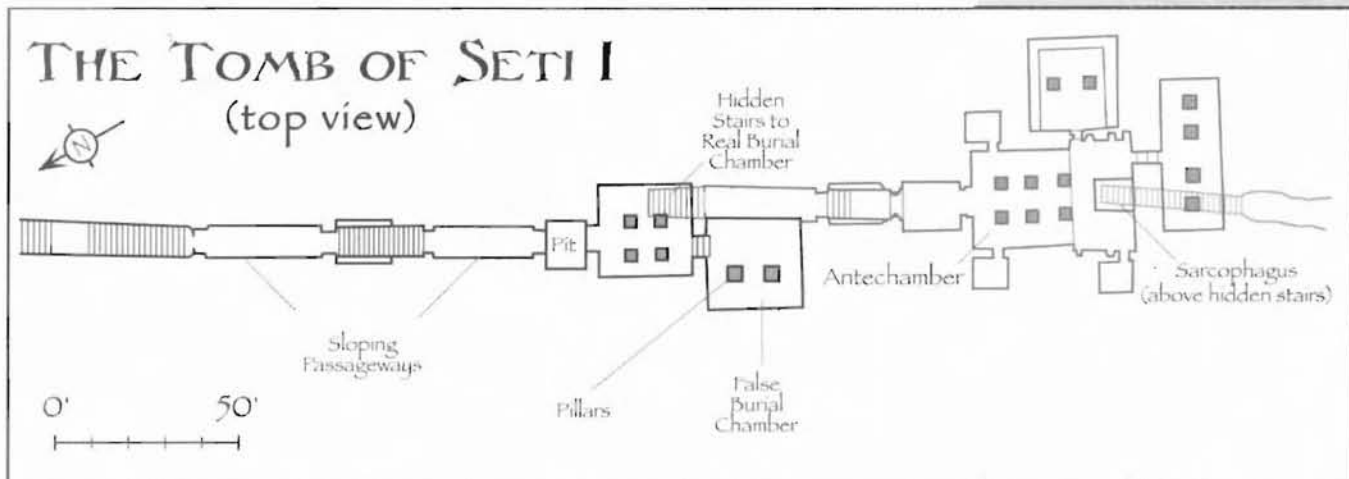 THE TOMB OF SETI I
(top view)
N
Hidden
Stairs to
Real Burial
Chamber
Pit
Antechamber
Sarcophagus
(above hidden stairs)
Sloping
Passageways
Pillars
False
Burial
Chamber
0' 50'